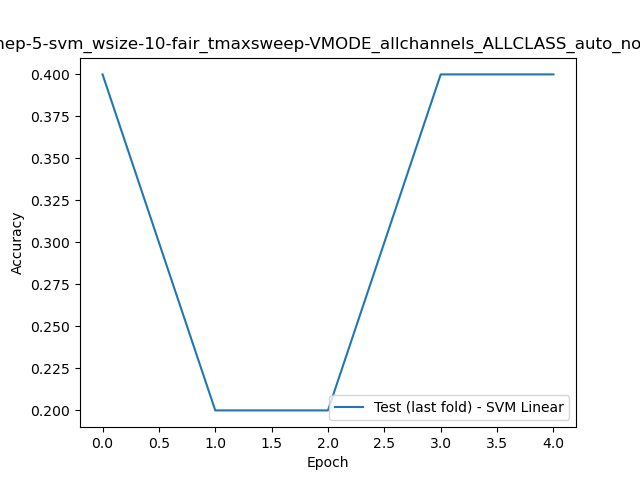 nep-5-svm_wsize-10-fair_tmaxsweep-VMODE_allchannels_ALLCLASS_auto_no
0.400
0.375
0.350
0.325
0.300
0.275
0.250
0.225
0.200
Accuracy
Test (last fold) - SVM Linear
0.0 0.5 1.0 1.5 2.0 2.5 3.0 3.5 4.0
Epoch